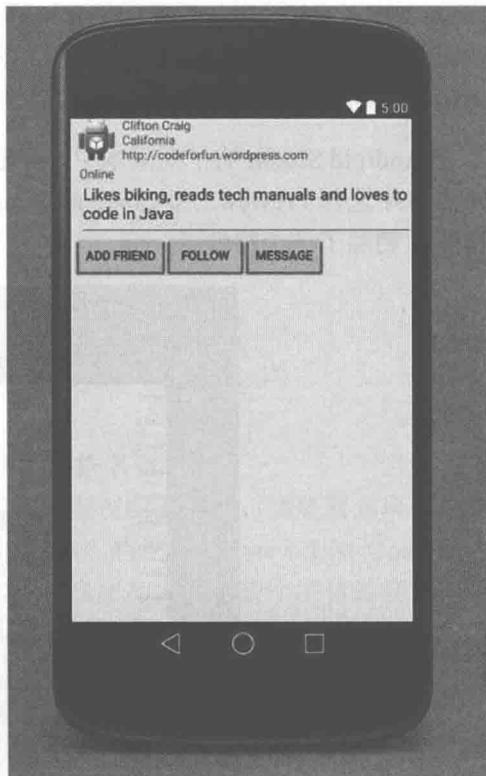 5:00
Clifton Craig
California
http://codeforfun.wordpress.com
Online
Likes biking, reads tech manuals and loves to
code in Java
ADD FRIEND FOLLOW MESSAGE